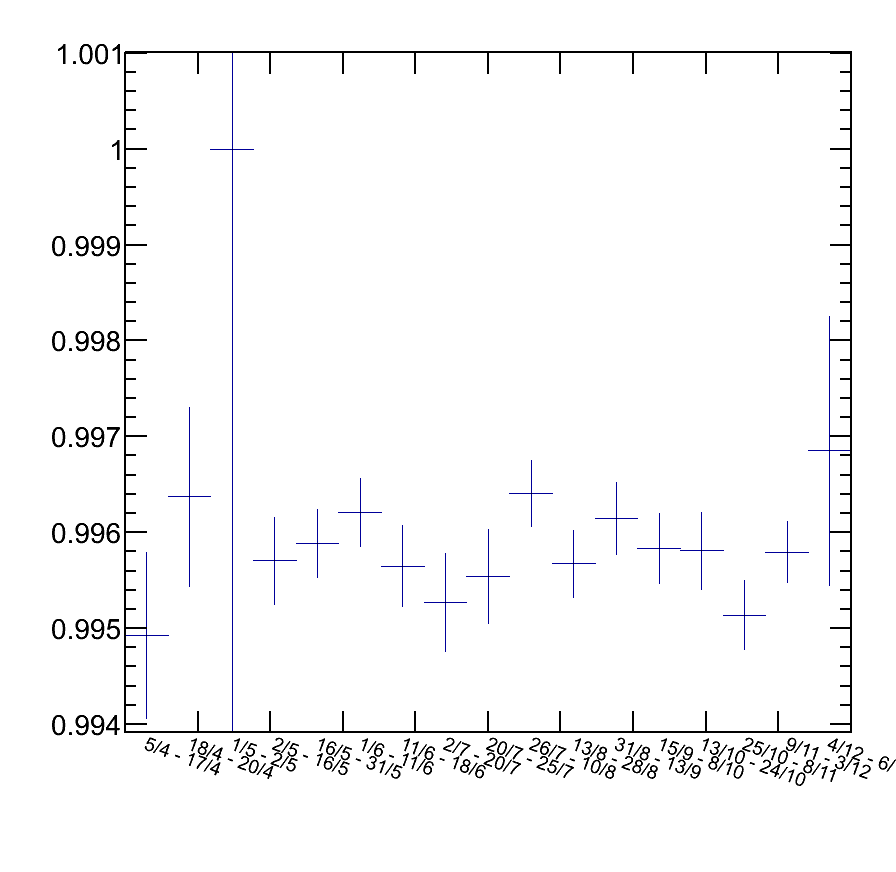 1.001
1
0.999
0.998
0.997
0.996
0.995
0.994
5/4 - 17/4
18/4 - 20/4
1/5 - 2/5
2/5 - 16/5
16/5 - 31/5
1/6 - 11/6
11/6 - 18/6
2/7 - 20/7
20/7 - 25/7
26/7 - 10/8
13/8 - 28/8
31/8 - 13/9
15/9 - 8/10
13/10 - 24/10
25/10 - 8/11
9/11 - 3/12
4/12 - 6/